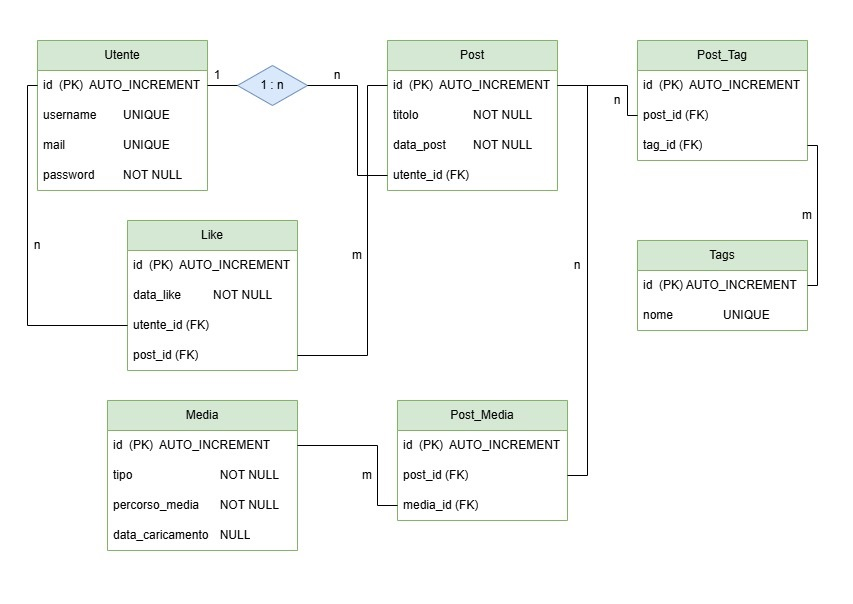 Utente
id (PK) AUTO_INCREMENT
username UNIQUE
mail UNIQUE
password NOT NULL
1
1 : n
n
Post
id (PK) AUTO_INCREMENT
titolo NOT NULL
data_post NOT NULL
utente_id (FK)
Post_Tag
id (PK) AUTO_INCREMENT
post_id (FK)
tag_id (FK)
n
m
Like
id (PK) AUTO_INCREMENT
data_like NOT NULL
utente_id (FK)
post_id (FK)
n
m
n
Tags
id (PK) AUTO_INCREMENT
nome UNIQUE
Media
id (PK) AUTO_INCREMENT
tipo NOT NULL
percorso_media NOT NULL
data_caricamento NULL
m
Post_Media
id (PK) AUTO_INCREMENT
post_id (FK)
media_id (FK)